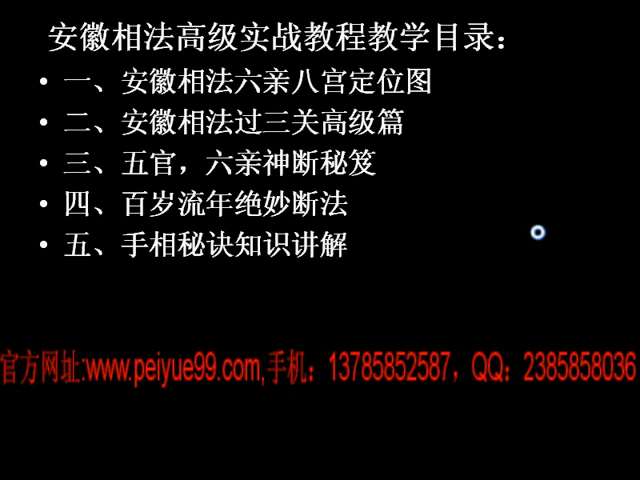 安徽相法高级实战教程教学目录：
• 一、安徽相法六亲八宫定位图
• 二、安徽相法过三关高级篇
• 三、五官，六亲神断秘笈
• 四、百岁流年绝妙断法
• 五、手相秘诀知识讲解
官方网址:www.peiyue99.com,手机：13785852587，QQ：2385858036